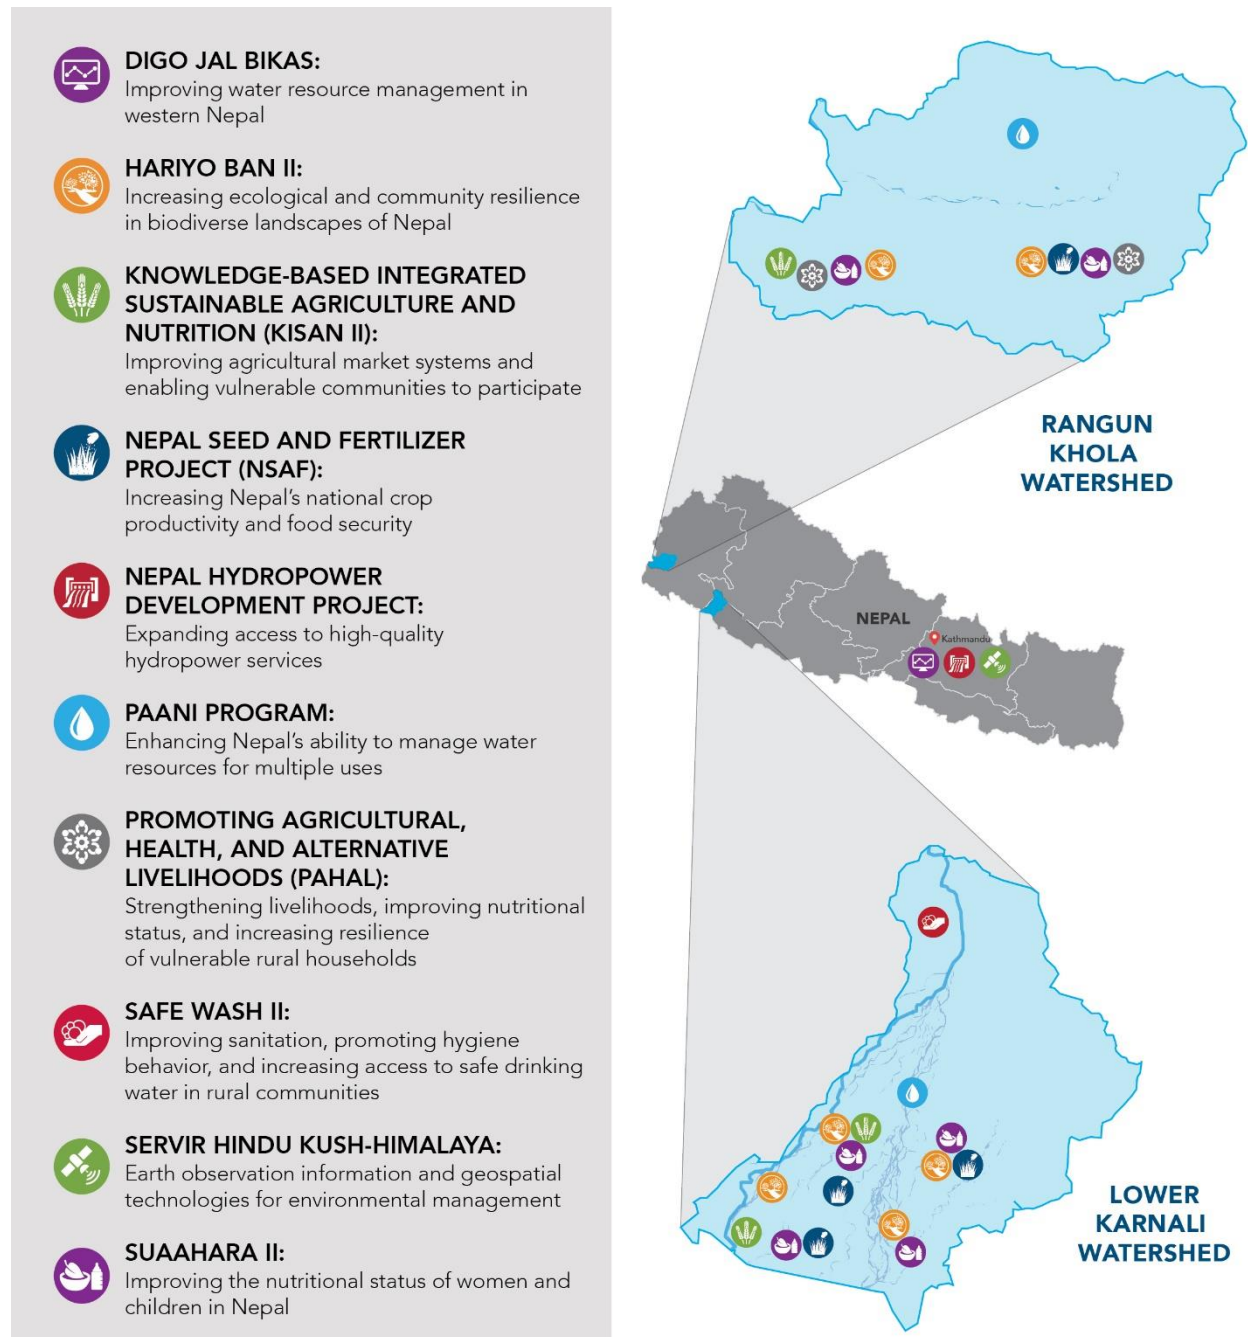 DIGO JAL BIKAS:
Improving water resource management in
western Nepal
HARIYO BAN II:
Increasing ecological and community resilience
in biodiverse landscapes of Nepal
KNOWLEDGE-BASED INTEGRATED
SUSTAINABLE AGRICULTURE AND
NUTRITION (KISAN II):
Improving agricultural market systems and
enabling vulnerable communities to participate
NEPAL SEED AND FERTILIZER
PROJECT (NSAF):
Increasing Nepal’s national crop
productivity and food security
NEPAL HYDROPOWER
DEVELOPMENT PROJECT:
Expanding access to high-quality
hydropower services
PAANI PROGRAM:
Enhancing Nepal’s ability to manage water
resources for multiple uses
PROMOTING AGRICULTURAL,
HEALTH, AND ALTERNATIVE
LIVELIHOODS (PAHAL):
Strengthening livelihoods, improving nutritional
status, and increasing resilience
of vulnerable rural households
SAFE WASH II:
Improving sanitation, promoting hygiene
behavior, and increasing access to safe drinking
water in rural communities
SERVIR HINDU KUSH-HIMALAYA:
Earth observation information and geospatial
technologies for environmental management
SUAAHARA II:
Improving the nutritional status of women and
children in Nepal
RANGUN
KHOLA
WATERSHED
NEPAL
Kathmandu
LOWER
KARNALI
WATERSHED